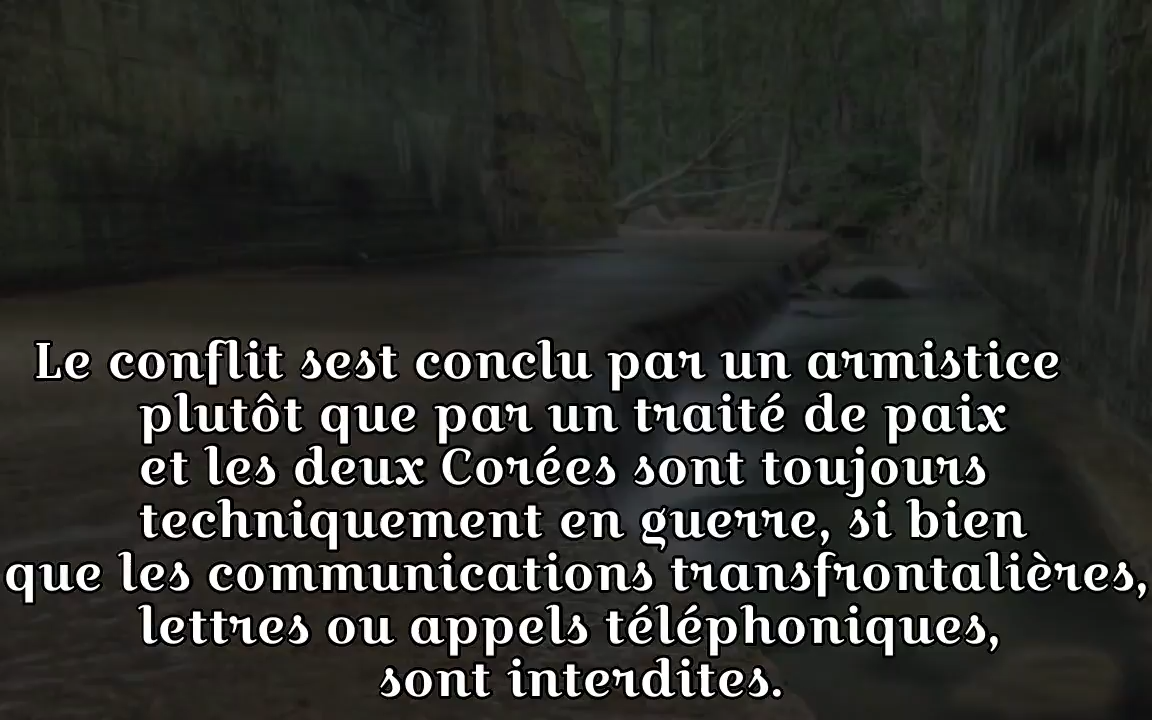 Le conflit sest conclu par un armistice
plutôt que par un traité de paix
et les deux Corées sont toujours
techniquement en guerre, si bien
que les communications transfrontalières,
lettres ou appels téléphoniques,
sont interdites.